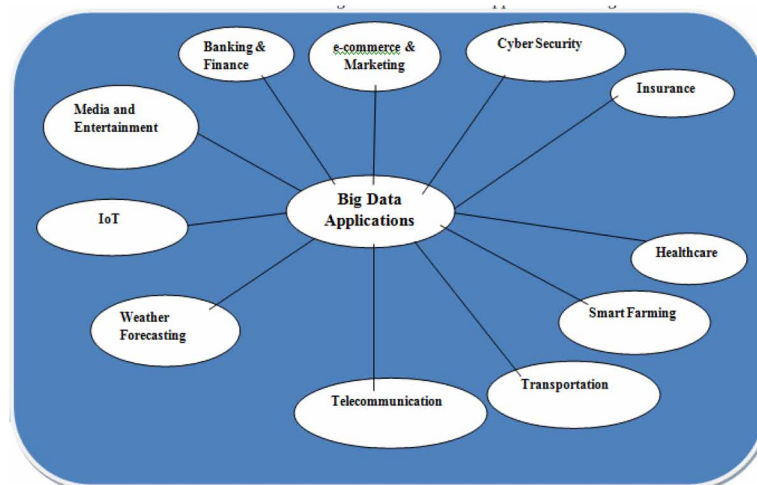 Banking &
Finance
e-commerce &
Marketing
Cyber Security
Insurance
Media and
Entertainment
Big Data
Applications
IoT
Healthcare
Weather
Forecasting
Smart Farming
Transportation
Telecommunication